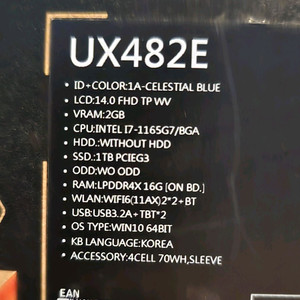 UX482E
• ID+COLOR:1A-CELESTIAL BLUE
• LCD:14.0 FHD TP WV
• VRAM:2GB
• CPU:INTEL I7-1165G7/BGA
• HDD.:WITHOUT HDD
• SSD.:1TB PCIEG3
• ODD:WO ODD
• RAM:LPDDR4X 16G [ON BD.]
• WLAN:WIFI6(11AX)2*2+BT
• USB:USB3.2A+TBT*2
• OS TYPE:WIN10 64BIT
• KB LANGUAGE:KOREA
• ACCESSORY:4CELL 70WH,SLEEVE
EAN